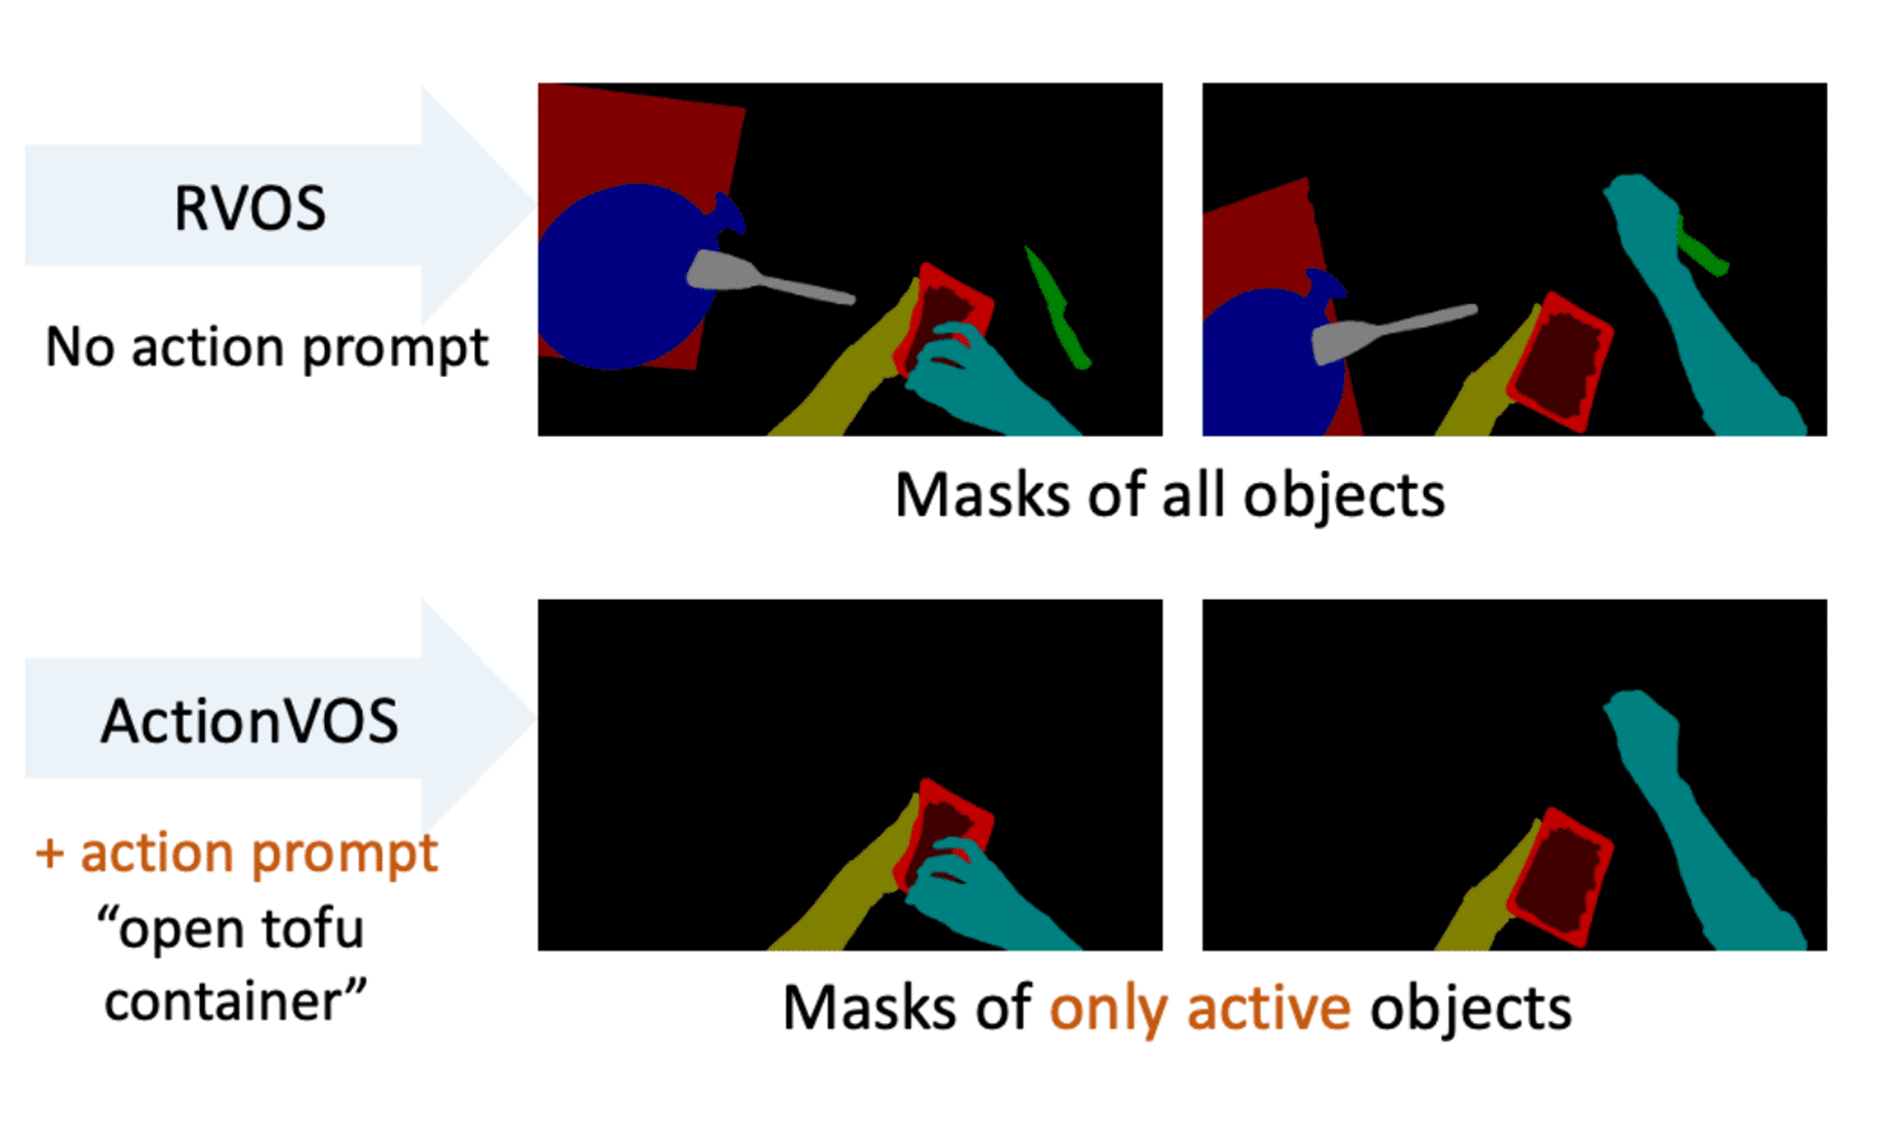 RVOS
No action prompt
Masks of all objects
ActionVOS
+ action prompt
“open tofu
container”
Masks of only active objects